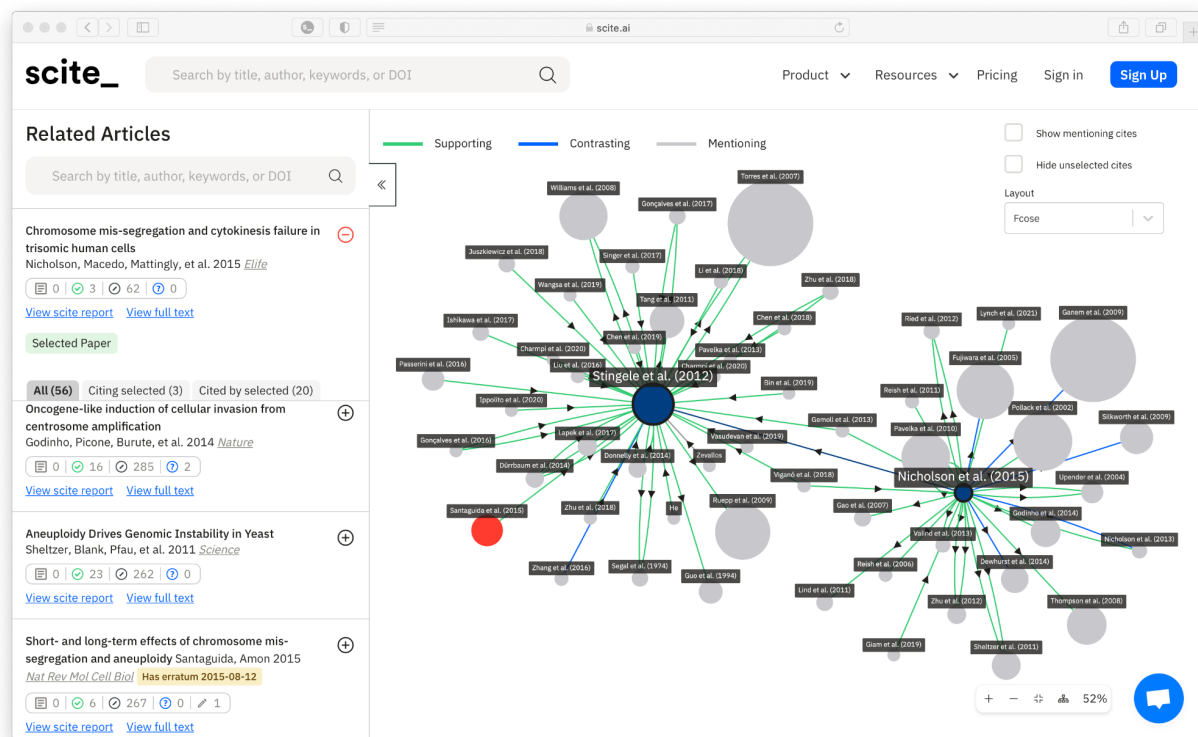 scite.ai
scite_
Search by title, author, keywords, or DOI
Product
Resources
Pricing
Sign in
Sign Up
Related Articles
Search by title, author, keywords, or DOI
Chromosome mis-segregation and cytokinesis failure in
trisomic human cells
Nicholson, Macedo, Mattingly, et al. 2015 Elife
0 3 62 0
View scite report View full text
Selected Paper
All (56) Citing selected (3) Cited by selected (20)
Oncogene-like induction of cellular invasion from
centrosome amplification
Godinho, Picone, Burute, et al. 2014 Nature
0 16 285 2
View scite report View full text
Aneuploidy Drives Genomic Instability in Yeast
Sheltzer, Blank, Pfau, et al. 2011 Science
0 23 262 0
View scite report View full text
Short- and long-term effects of chromosome mis-
segregation and aneuploidy Santaguida, Amon 2015
Nat Rev Mol Cell Biol Has erratum 2015-08-12
0 6 267 0 1
View scite report View full text
Supporting Contrasting Mentioning
Show mentioning cites
Hide unselected cites
Layout
Fcose
Torres et al. (2007)
Williams et al. (2008)
Gonçalves et al. (2017)
Juszkiewicz et al. (2018)
Singer et al. (2017)
Li et al. (2018)
Zhu et al. (2018)
Wangsa et al. (2019)
Tang et al. (2011)
Ishikawa et al. (2017)
Chen et al. (2018)
Chen et al. (2019)
Charmpi et al. (2020)
Pavelka et al. (2013)
Passerini et al. (2016)
Liu et al. (2016)
Charmpi et al. (2020)
Stingele et al. (2012)
Bin et al. (2019)
Ippolito et al. (2020)
Gemoll et al. (2013)
Lapek et al. (2017)
Vasudevan et al. (2019)
Gonçalves et al. (2016)
Donnelly et al. (2014)
Zevallos
Dürrbaum et al. (2014)
Viganó et al. (2018)
Santaguida et al. (2015)
Zhu et al. (2018)
He
Ruepp et al. (2009)
Zhang et al. (2016)
Segal et al. (1974)
Guo et al. (1994)
Ried et al. (2012)
Lynch et al. (2021)
Ganem et al. (2009)
Fujiwara et al. (2005)
Reish et al. (2011)
Pollack et al. (2002)
Silkworth et al. (2009)
Pavelka et al. (2010)
Nicholson et al. (2015)
Upender et al. (2004)
Gao et al. (2007)
Godinho et al. (2014)
Valind et al. (2013)
Nicholson et al. (2013)
Reish et al. (2006)
Dewhurst et al. (2014)
Lind et al. (2011)
Zhu et al. (2012)
Thompson et al. (2008)
Giam et al. (2019)
Sheltzer et al. (2011)
52%